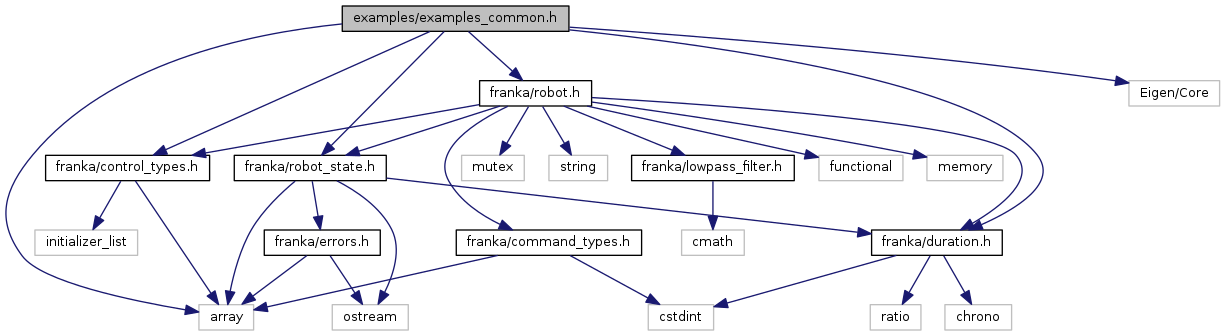 examples/examples_common.h
franka/robot.h
Eigen/Core
franka/control_types.h
franka/robot_state.h
mutex
string
franka/lowpass_filter.h
functional
memory
initializer_list
franka/errors.h
franka/command_types.h
cmath
franka/duration.h
array
ostream
cstdint
ratio
chrono